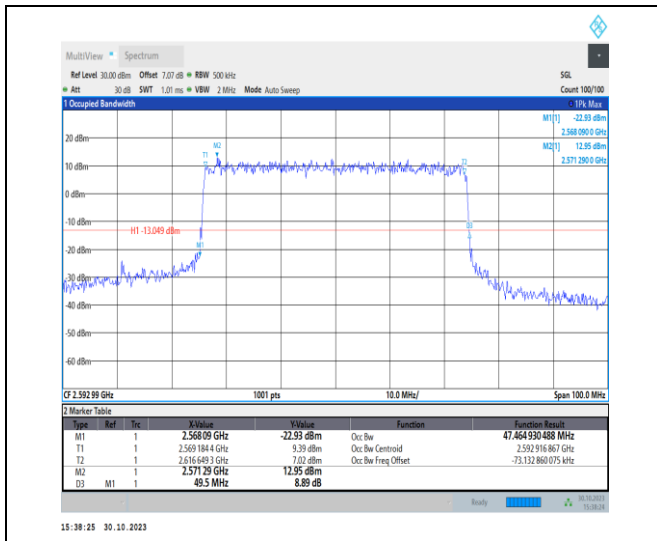 MultiView Spectrum
Ref Level 30.00 dBm Offset 7.07 dB RBW 500 kHz SGL
Att 30 dB SWT 1.01 ms VBW 2 MHz Mode Auto Sweep Count 100/100
1 Occupied Bandwidth 1Pk Max
M1[1] -22.93 dBm
2.568 090 0 GHz
M2[1] 12.95 dBm
2.571 290 0 GHz
20 dBm
M2
T1
T2
10 dBm
0 dBm
-10 dBm
D3
H1 -13.049 dBm
M1
-20 dBm
-30 dBm
-40 dBm
-50 dBm
-60 dBm
CF 2.592 99 GHz 1001 pts 10.0 MHz/ Span 100.0 MHz
2 Marker Table
Type Ref Trc X-Value Y-Value Function Function Result
M1 1 2.568 09 GHz -22.93 dBm Occ Bw 47.464 930 488 MHz
T1 1 2.569 184 4 GHz 9.39 dBm Occ Bw Centroid 2.592 916 867 GHz
T2 1 2.616 649 3 GHz 7.02 dBm Occ Bw Freq Offset -73.132 860 075 kHz
M2 1 2.571 29 GHz 12.95 dBm
D3 M1 1 49.5 MHz 8.89 dB
Ready 30.10.2023
15:38:24
15:38:25 30.10.2023